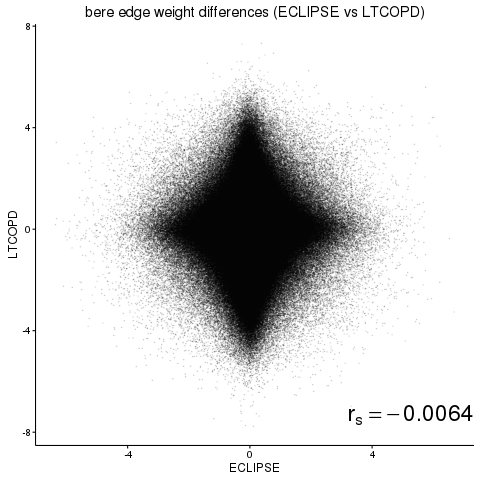 bere edge weight differences (ECLIPSE vs LTCOPD)
8
4
0
-4
-8
LTCOPD
r_s = −0.0064
-4 0 4
ECLIPSE